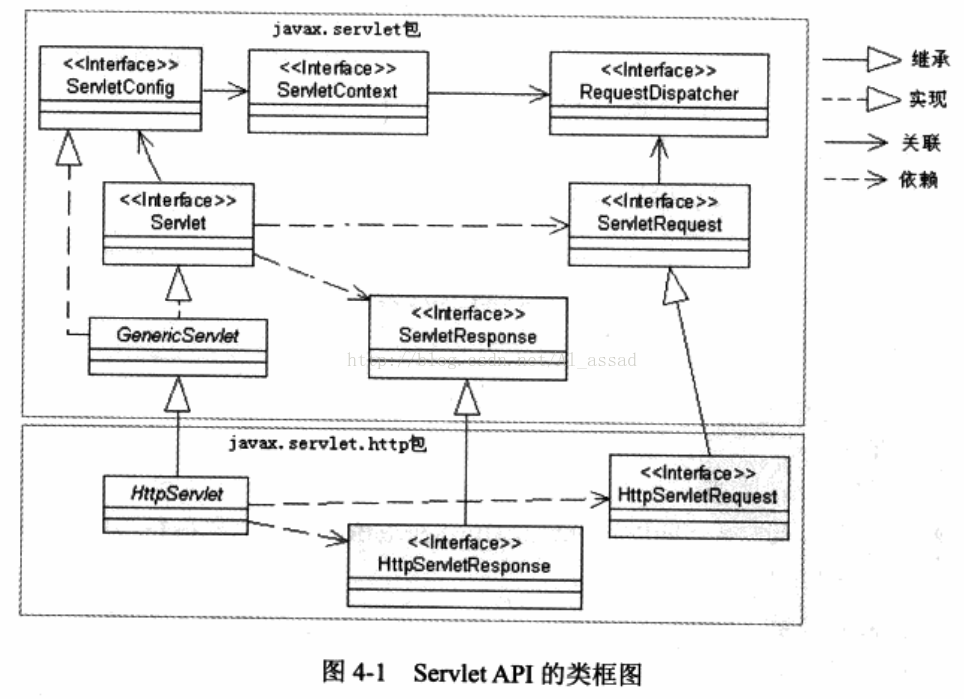 javax.servlet包
<<Interface>>
ServletConfig
<<Interface>>
ServletContext
<<Interface>>
RequestDispatcher
继承
实现
关联
依赖
<<Interface>>
Servlet
<<Interface>>
ServletRequest
<<Interface>>
ServletResponse
GenericServlet
http://blog.csdn.net/Al_assad
javax.servlet.http包
HttpServlet
<<Interface>>
HttpServletRequest
<<Interface>>
HttpServletResponse
图 4-1 Servlet API 的类框图